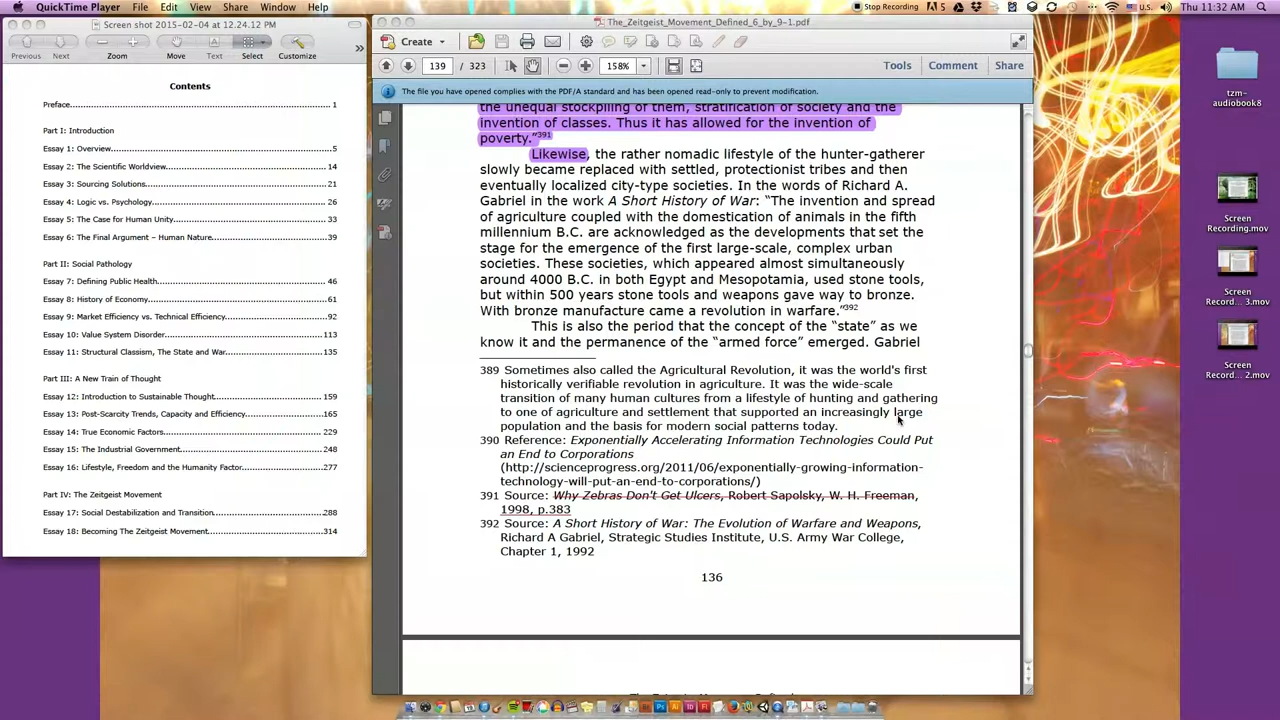 QuickTime Player File Edit View Share Window Help
Stop Recording 5 U.S. Thu 11:32 AM
Screen shot 2015-02-04 at 12.24.12 PM
Previous Next Zoom Move Text Select Customize
Contents
Preface 1
Part I: Introduction
Essay 1: Overview 5
Essay 2: The Scientific Worldview 14
Essay 3: Sourcing Solutions 21
Essay 4: Logic vs. Psychology 26
Essay 5: The Case for Human Unity 33
Essay 6: The Final Argument – Human Nature 39
Part II: Social Pathology
Essay 7: Defining Public Health 46
Essay 8: History of Economy 61
Essay 9: Market Efficiency vs. Technical Efficiency 92
Essay 10: Value System Disorder 113
Essay 11: Structural Classism, The State and War 135
Part III: A New Train of Thought
Essay 12: Introduction to Sustainable Thought 159
Essay 13: Post-Scarcity Trends, Capacity and Efficiency 165
Essay 14: True Economic Factors 229
Essay 15: The Industrial Government 248
Essay 16: Lifestyle, Freedom and the Humanity Factor 277
Part IV: The Zeitgeist Movement
Essay 17: Social Destabilization and Transition 288
Essay 18: Becoming The Zeitgeist Movement 314
The_Zeitgeist_Movement_Defined_6_by_9-1.pdf
Create
139 / 323 158% Tools Comment Share
The file you have opened complies with the PDF/A standard and has been opened read-only to prevent modification.
the unequal stockpiling of them, stratification of society and the
invention of classes. Thus it has allowed for the invention of
poverty.”391
Likewise, the rather nomadic lifestyle of the hunter-gatherer
slowly became replaced with settled, protectionist tribes and then
eventually localized city-type societies. In the words of Richard A.
Gabriel in the work A Short History of War: “The invention and spread
of agriculture coupled with the domestication of animals in the fifth
millennium B.C. are acknowledged as the developments that set the
stage for the emergence of the first large-scale, complex urban
societies. These societies, which appeared almost simultaneously
around 4000 B.C. in both Egypt and Mesopotamia, used stone tools,
but within 500 years stone tools and weapons gave way to bronze.
With bronze manufacture came a revolution in warfare.”392
This is also the period that the concept of the “state” as we
know it and the permanence of the “armed force” emerged. Gabriel
389 Sometimes also called the Agricultural Revolution, it was the world's first
historically verifiable revolution in agriculture. It was the wide-scale
transition of many human cultures from a lifestyle of hunting and gathering
to one of agriculture and settlement that supported an increasingly large
population and the basis for modern social patterns today.
390 Reference: Exponentially Accelerating Information Technologies Could Put
an End to Corporations
(http://scienceprogress.org/2011/06/exponentially-growing-information-
technology-will-put-an-end-to-corporations/)
391 Source: Why Zebras Don't Get Ulcers, Robert Sapolsky, W. H. Freeman,
1998, p.383
392 Source: A Short History of War: The Evolution of Warfare and Weapons,
Richard A Gabriel, Strategic Studies Institute, U.S. Army War College,
Chapter 1, 1992
136
tzm-
audiobook8
Screen
Recording.mov
Screen
Record... 3.mov
Screen
Record... 2.mov